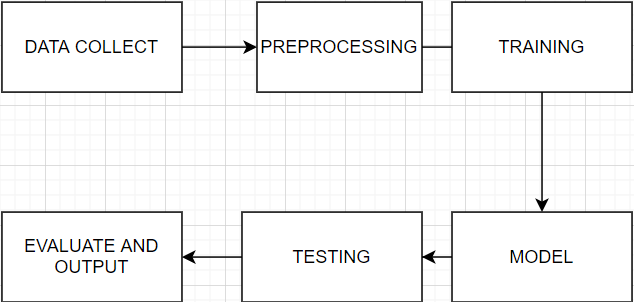 DATA COLLECT
PREPROCESSING
TRAINING
EVALUATE AND
OUTPUT
TESTING
MODEL